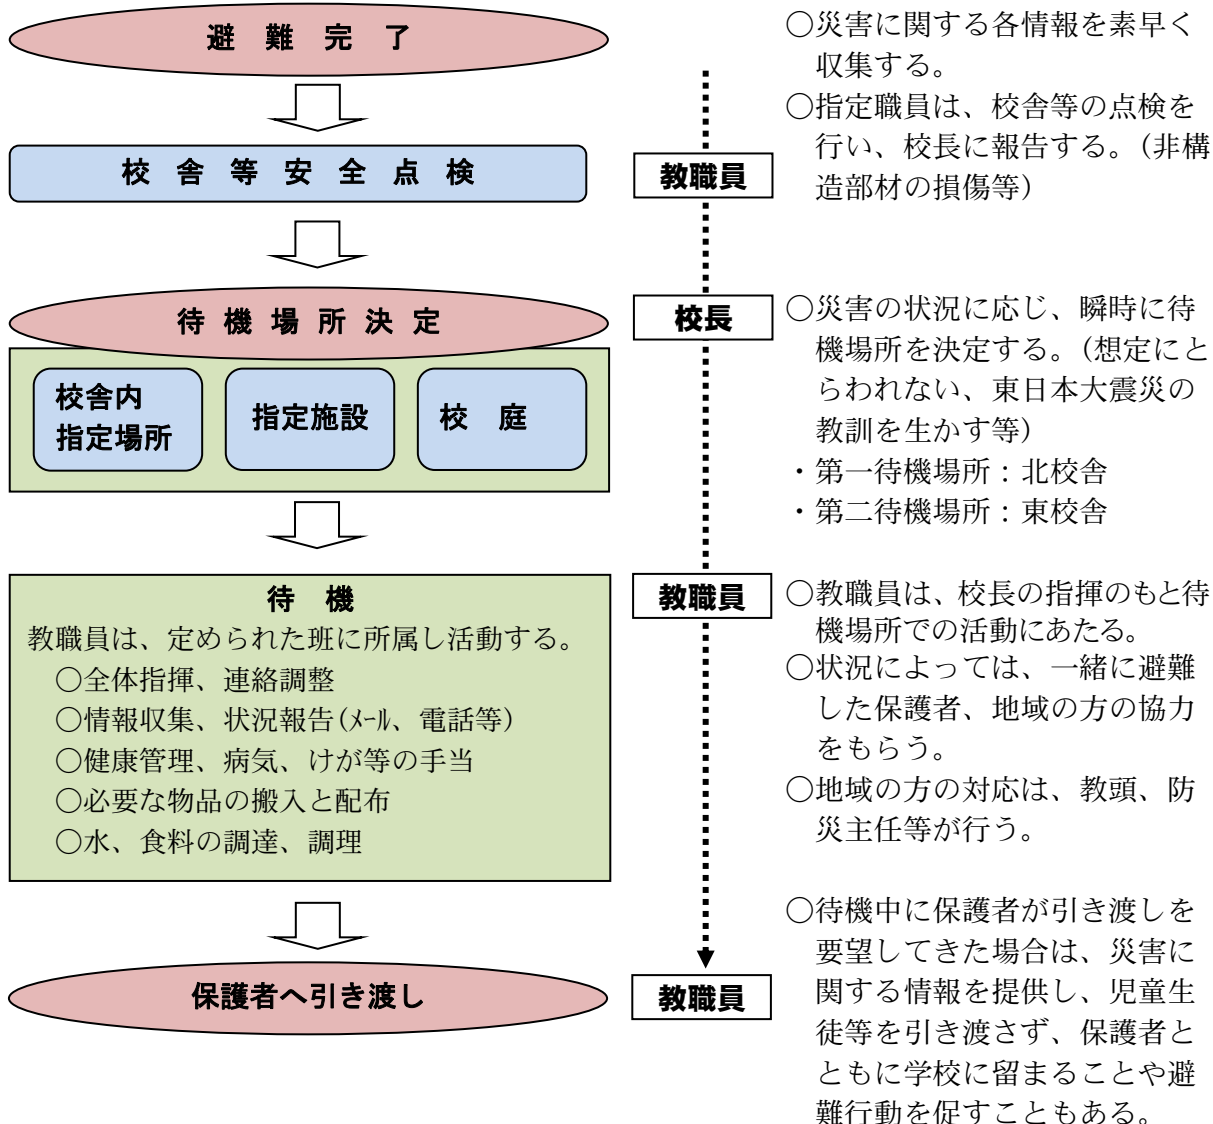 避難完了
校舎等安全点検
待機場所決定
校舎内
指定場所
指定施設
校庭
待機
教職員は、定められた班に所属し活動する。
○全体指揮、連絡調整
○情報収集、状況報告(メール、電話等)
○健康管理、病気、けが等の手当
○必要な物品の搬入と配布
○水、食料の調達、調理
保護者へ引き渡し
教職員
校長
教職員
教職員
○災害に関する各情報を素早く
収集する。
○指定職員は、校舎等の点検を
行い、校長に報告する。(非構
造部材の損傷等)
○災害の状況に応じ、瞬時に待
機場所を決定する。(想定にと
らわれない、東日本大震災の
教訓を生かす等)
・第一待機場所：北校舎
・第二待機場所：東校舎
○教職員は、校長の指揮のもと待
機場所での活動にあたる。
○状況によっては、一緒に避難
した保護者、地域の方の協力
をもらう。
○地域の方の対応は、教頭、防
災主任等が行う。
○待機中に保護者が引き渡しを
要望してきた場合は、災害に
関する情報を提供し、児童生
徒等を引き渡さず、保護者と
ともに学校に留まることや避
難行動を促すこともある。